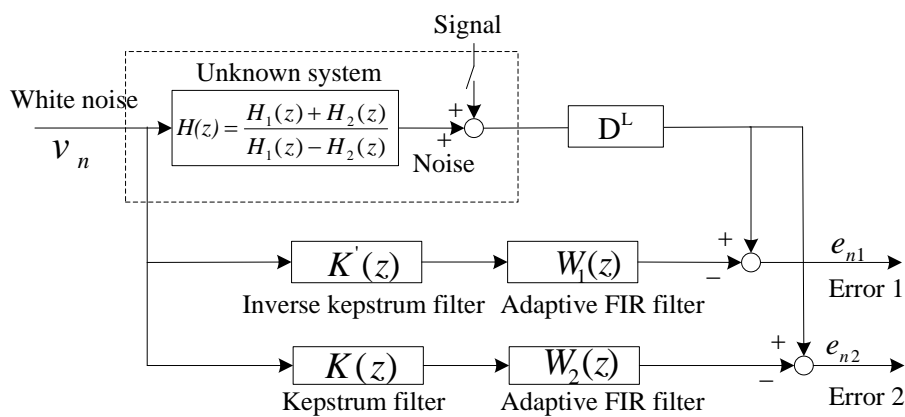 Signal
Unknown system
White noise
v n
H(z) = H₁(z) + H₂(z) / H₁(z) − H₂(z)
+
+
Noise
D^L
K'(z)
W₁(z)
+
−
e n1
Inverse kepstrum filter
Adaptive FIR filter
Error 1
K(z)
W₂(z)
+
−
e n2
Kepstrum filter
Adaptive FIR filter
Error 2